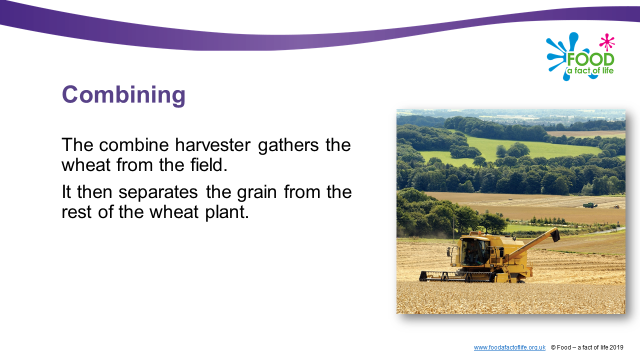 FOOD
a fact of life
Combining
The combine harvester gathers the
wheat from the field.
It then separates the grain from the
rest of the wheat plant.
www.foodafactoflife.org.uk © Food – a fact of life 2019